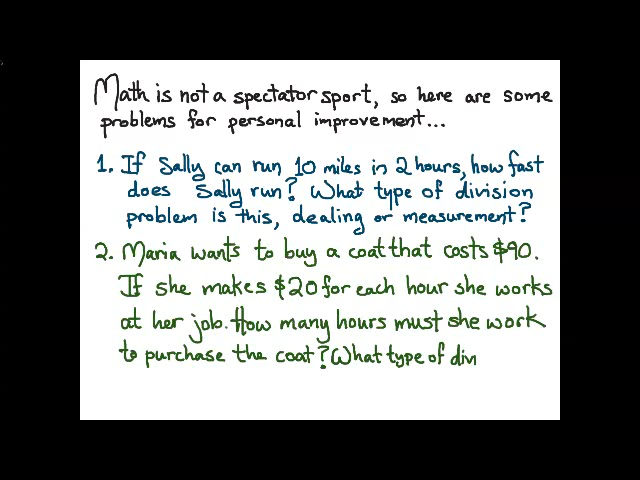 Math is not a spectator sport, so here are some
problems for personal improvement...
1. If Sally can run 10 miles in 2 hours, how fast
does Sally run? What type of division
problem is this, dealing or measurement?
2. Maria wants to buy a coat that costs $90.
If she makes $20 for each hour she works
at her job. How many hours must she work
to purchase the coat? What type of div